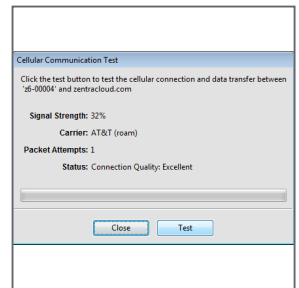 Cellular Communication Test
Click the test button to test the cellular connection and data transfer between
'z6-00004' and zentracloud.com
Signal Strength: 32%
Carrier: AT&T (roam)
Packet Attempts: 1
Status: Connection Quality: Excellent
Close Test